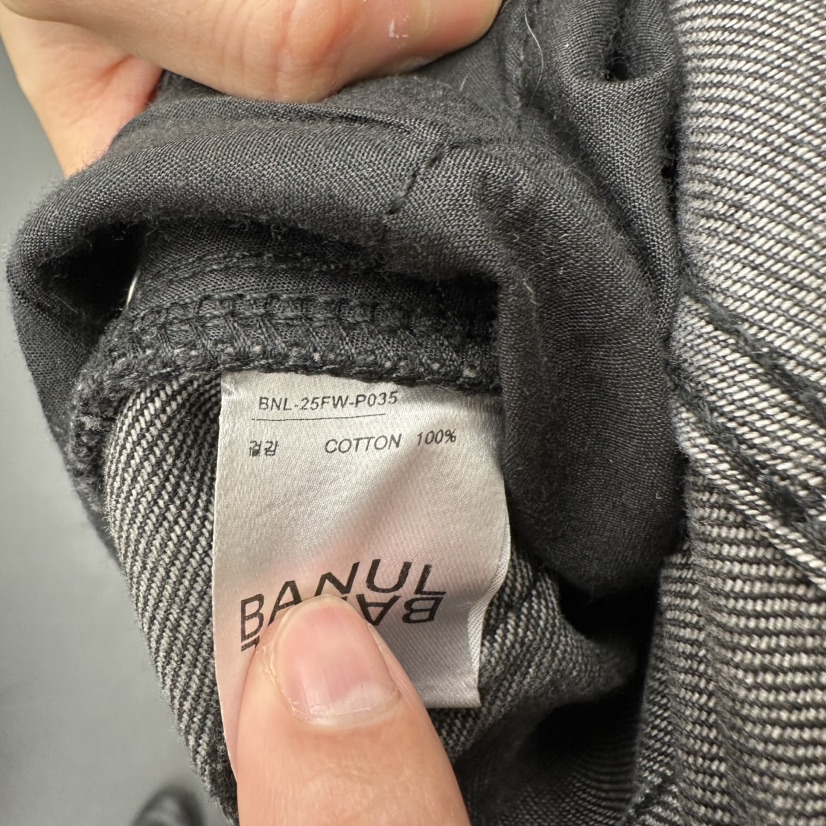 BNL-25FW-P035
겉감 COTTON 100%
BANUL